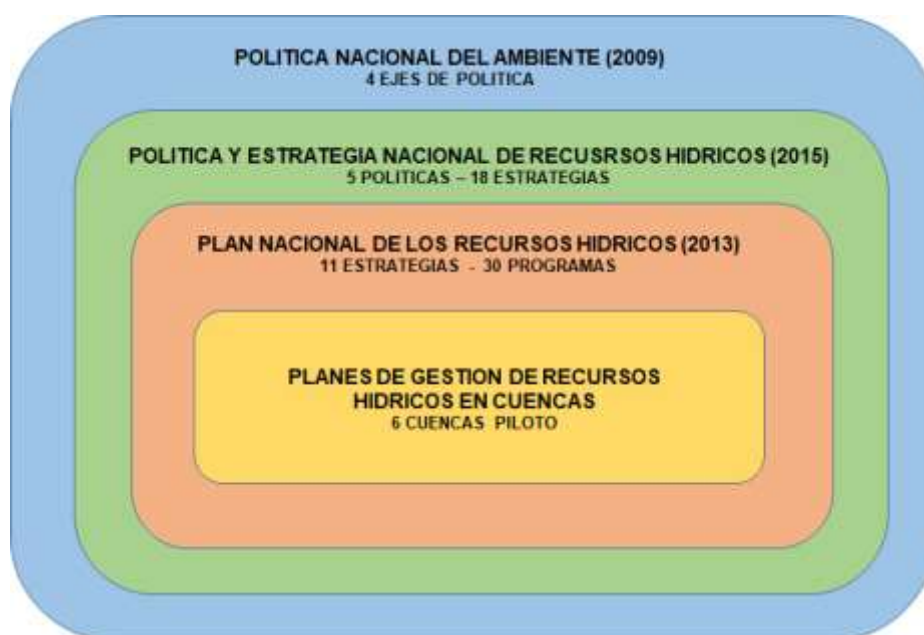 POLITICA NACIONAL DEL AMBIENTE (2009)
4 EJES DE POLITICA
POLITICA Y ESTRATEGIA NACIONAL DE RECUSRSOS HIDRICOS (2015)
5 POLITICAS – 18 ESTRATEGIAS
PLAN NACIONAL DE LOS RECURSOS HIDRICOS (2013)
11 ESTRATEGIAS - 30 PROGRAMAS
PLANES DE GESTION DE RECURSOS
HIDRICOS EN CUENCAS
6 CUENCAS PILOTO